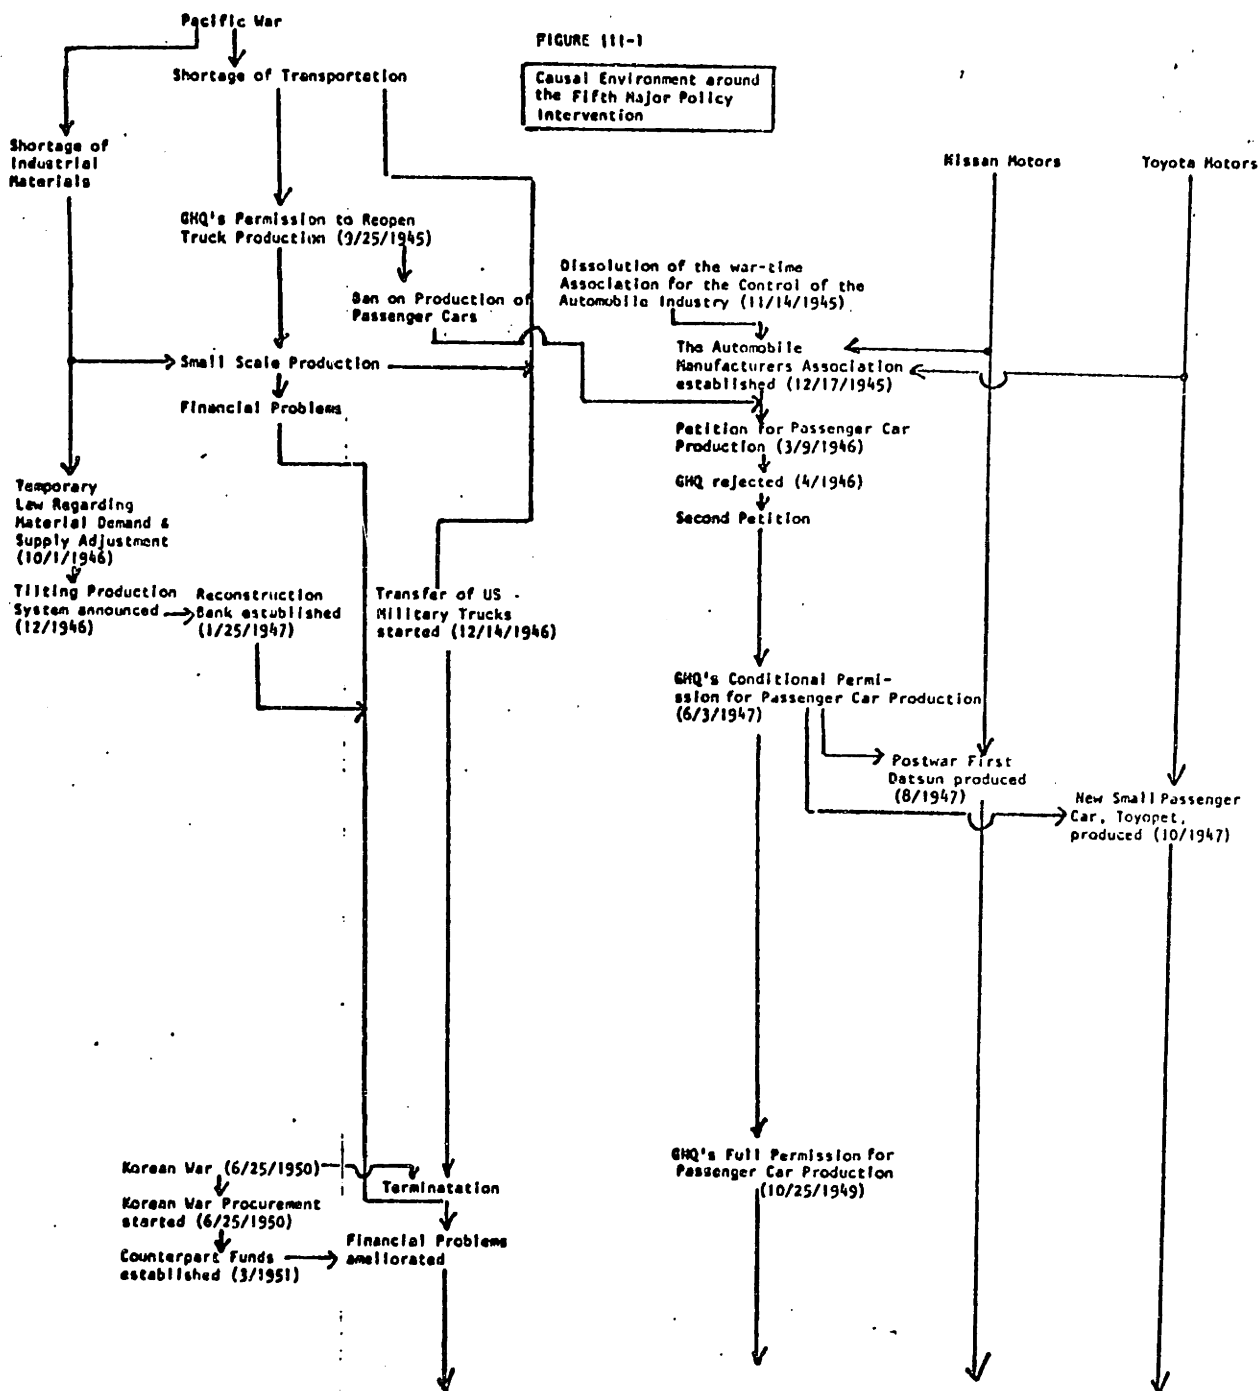 Pacific War
FIGURE III-1
Causal Environment around
the Fifth Major Policy
Intervention
Shortage of Transportation
Shortage of
Industrial
Materials
Nissan Motors
Toyota Motors
GHQ's Permission to Reopen
Truck Production (9/25/1945)
Ban on Production of
Passenger Cars
Dissolution of the war-time
Association for the Control of the
Automobile Industry (11/14/1945)
The Automobile
Manufacturers Association
established (12/17/1945)
Small Scale Production
Financial Problems
Petition for Passenger Car
Production (3/9/1946)
GHQ rejected (4/1946)
Second Petition
Temporary
Law Regarding
Material Demand &
Supply Adjustment
(10/1/1946)
Tilting Production
System announced
(12/1946)
Reconstruction
Bank established
(1/25/1947)
Transfer of US
Military Trucks
started (12/14/1946)
GHQ's Conditional Permi-
ssion for Passenger Car Production
(6/3/1947)
Postwar First
Datsun produced
(8/1947)
New Small Passenger
Car, Toyopet,
produced (10/1947)
GHQ's Full Permission for
Passenger Car Production
(10/25/1949)
Korean War (6/25/1950)
Terminatation
Korean War Procurement
started (6/25/1950)
Counterpart Funds
established (3/1951)
Financial Problems
ameliorated